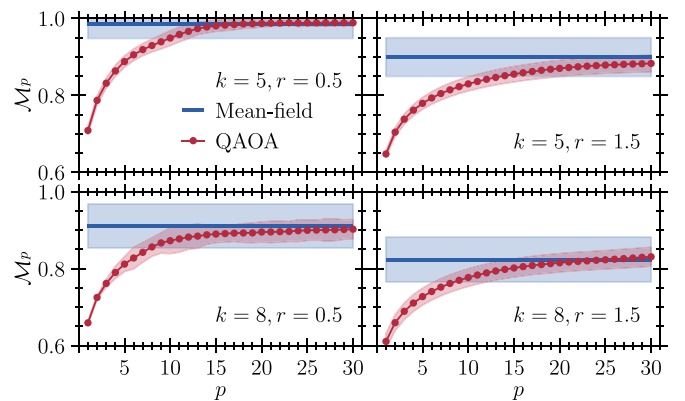 1.0
0.8
0.6
ℳₚ
k = 5, r = 0.5
Mean-field
QAOA
k = 5, r = 1.5
1.0
0.8
0.6
ℳₚ
k = 8, r = 0.5
k = 8, r = 1.5
5 10 15 20 25 30
5 10 15 20 25 30
p
p